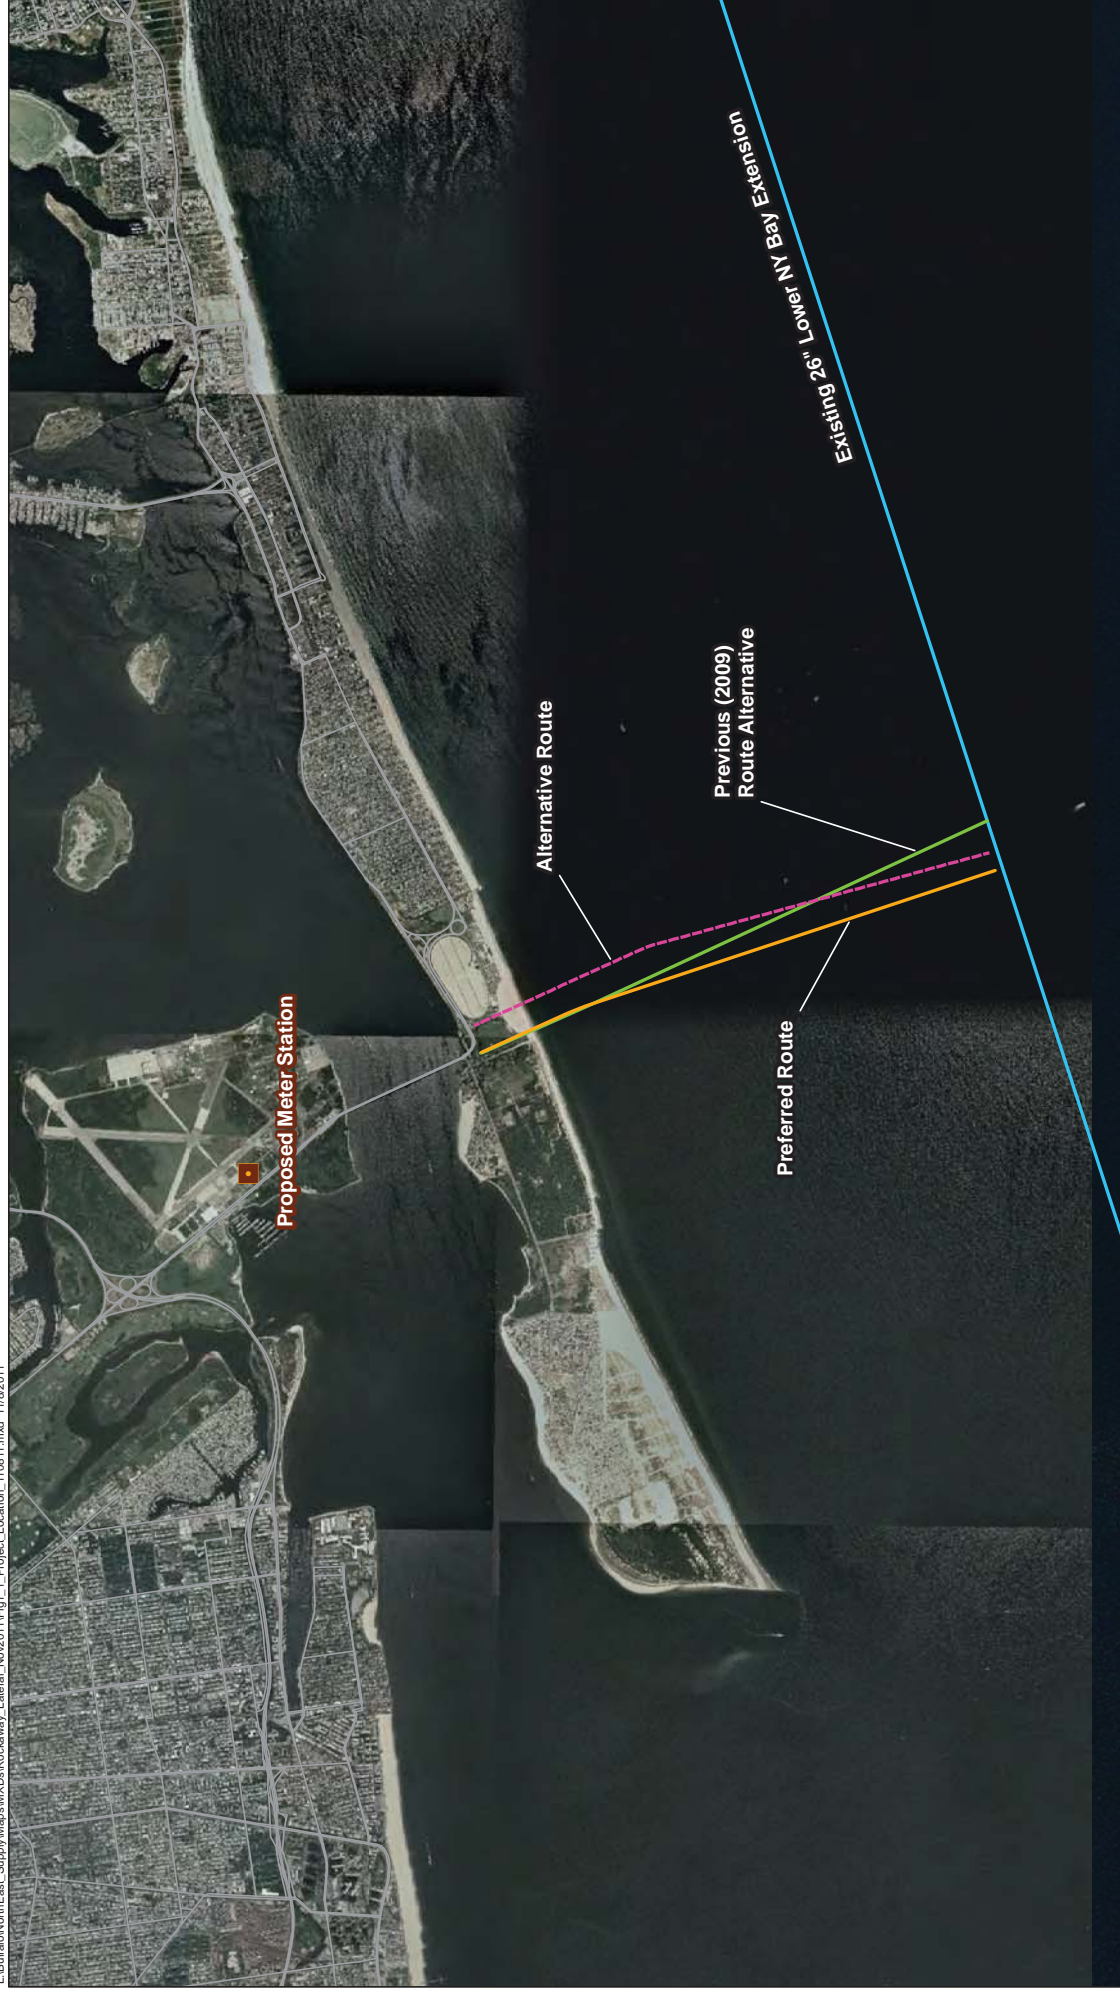 Proposed Meter Station
Alternative Route
Previous (2009)
Route Alternative
Preferred Route
Existing 26" Lower NY Bay Extension